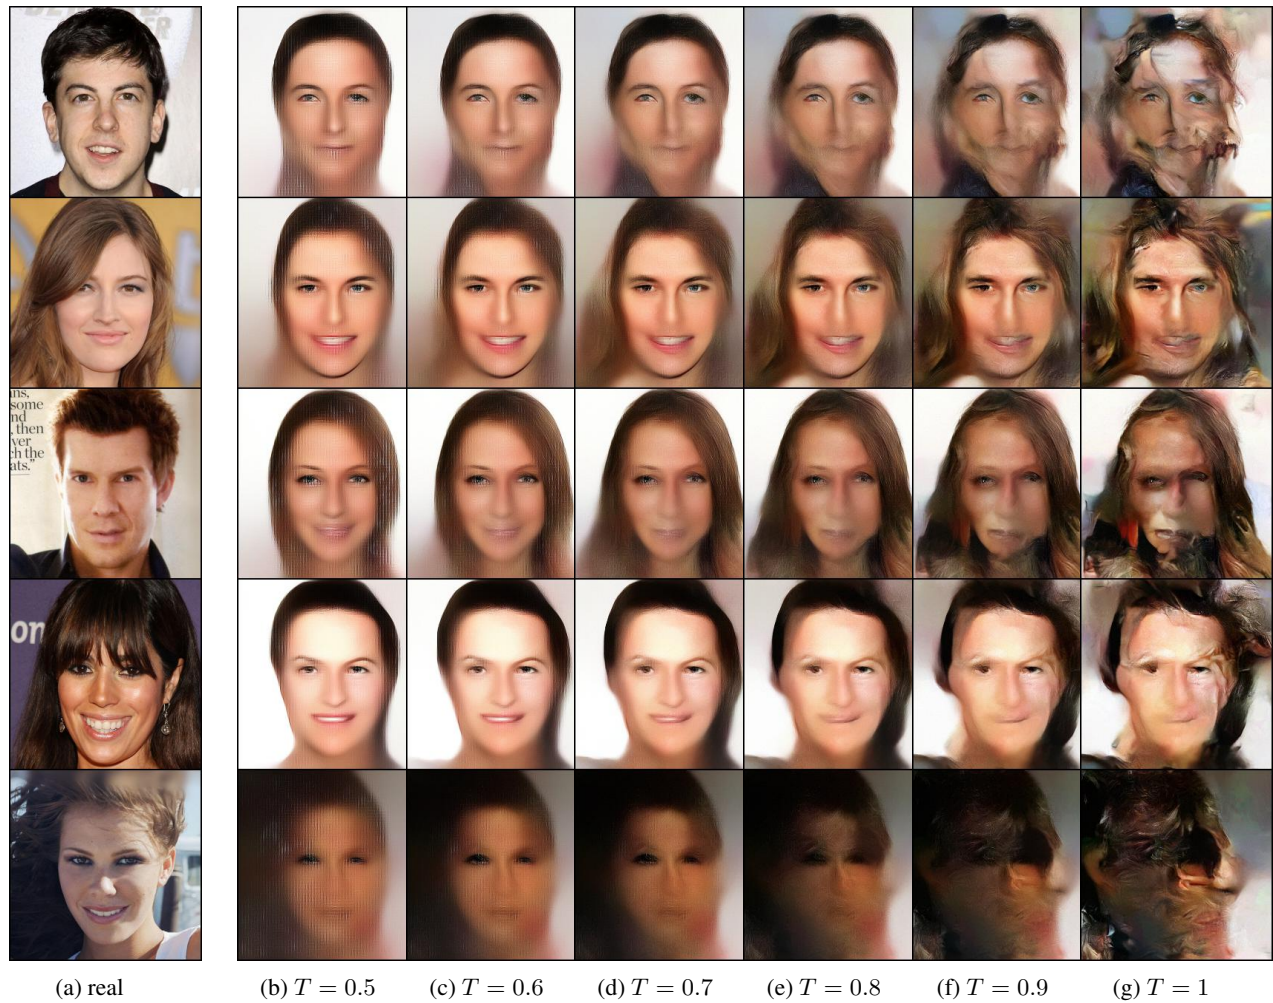 ER
ns,
some
nd
then
ver
ch the
ats."
on
(a) real
(b) T = 0.5
(c) T = 0.6
(d) T = 0.7
(e) T = 0.8
(f) T = 0.9
(g) T = 1